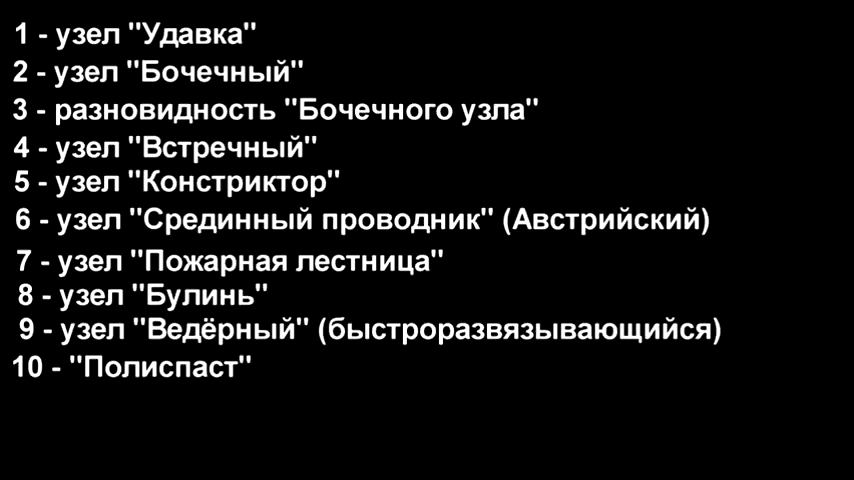 1 - узел "Удавка"
2 - узел "Бочечный"
3 - разновидность "Бочечного узла"
4 - узел "Встречный"
5 - узел "Констриктор"
6 - узел "Срединный проводник" (Австрийский)
7 - узел "Пожарная лестница"
8 - узел "Булинь"
9 - узел "Ведёрный" (быстроразвязывающийся)
10 - "Полиспаст"